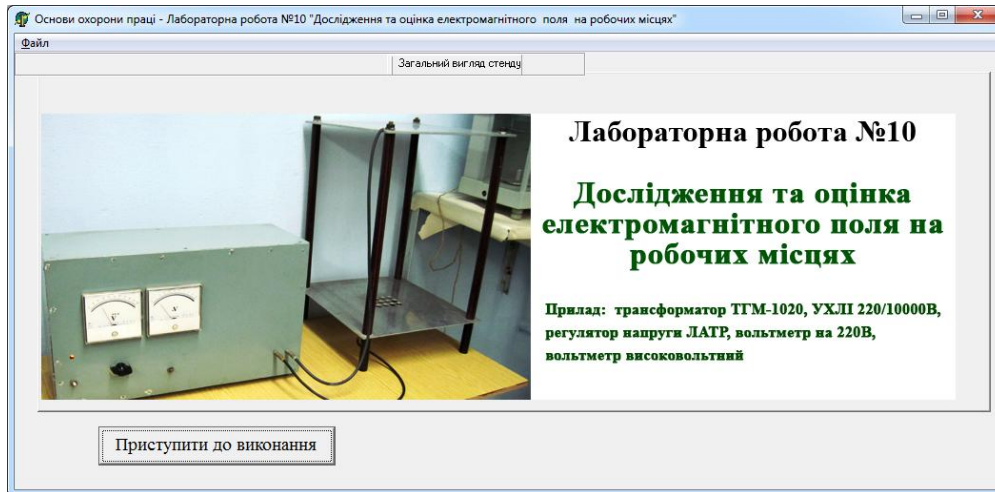 Основи охорони праці - Лабораторна робота №10 "Дослідження та оцінка електромагнітного поля на робочих місцях"
Файл
Загальний вигляд стенду
Лабораторна робота №10
Дослідження та оцінка
електромагнітного поля на
робочих місцях
Прилад: трансформатор ТГМ-1020, УХЛІ 220/10000В,
регулятор напруги ЛАТР, вольтметр на 220В,
вольтметр високовольтний
Приступити до виконання